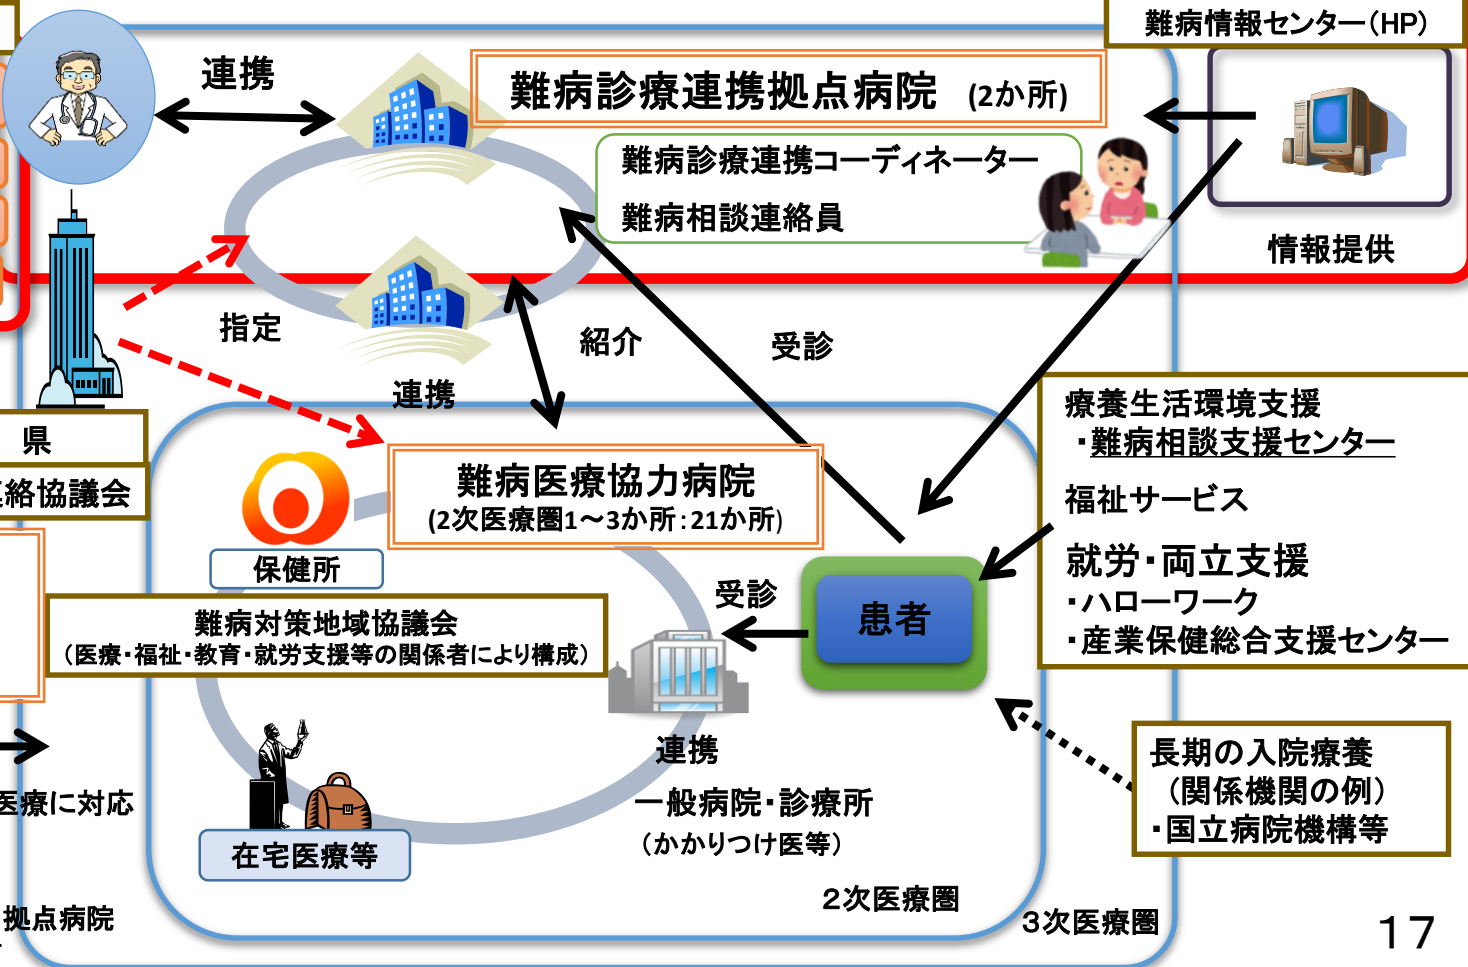 難病情報センター（HP）
連携
難病診療連携拠点病院 (2か所)
難病診療連携コーディネーター
難病相談連絡員
情報提供
指定
紹介
受診
連携
県
絡協議会
療養生活環境支援
・難病相談支援センター
福祉サービス
就労・両立支援
・ハローワーク
・産業保健総合支援センター
難病医療協力病院
(2次医療圏1～3か所：21か所)
保健所
難病対策地域協議会
（医療・福祉・教育・就労支援等の関係者により構成）
受診
患者
連携
一般病院・診療所
（かかりつけ医等）
在宅医療等
長期の入院療養
（関係機関の例）
・国立病院機構等
医療に対応
拠点病院
２次医療圏
３次医療圏
17